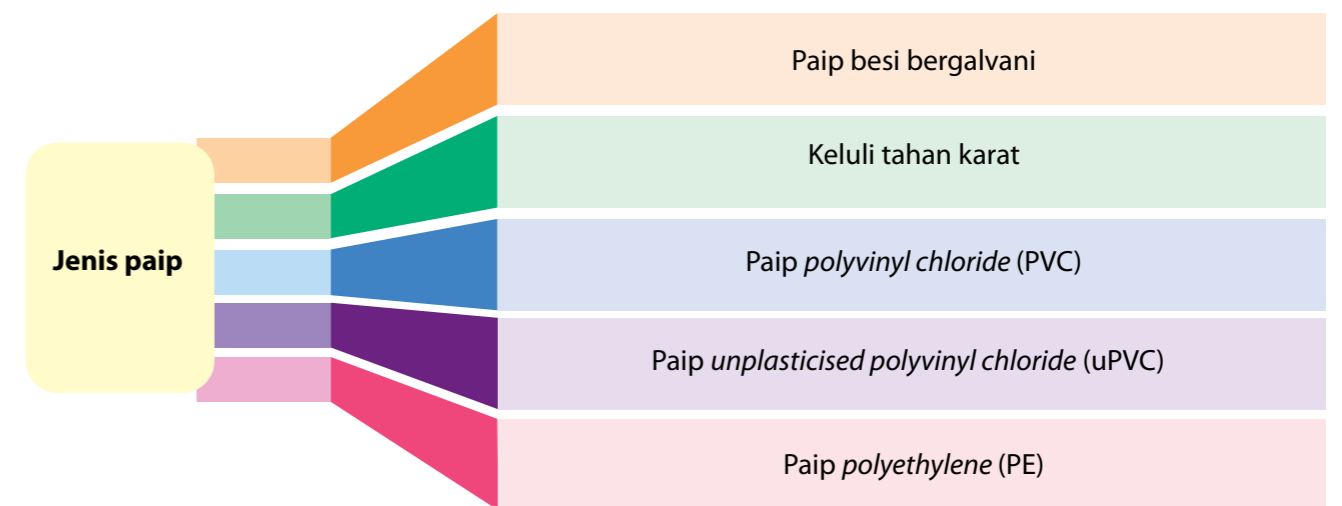 Jenis paip
Paip besi bergalvani
Keluli tahan karat
Paip polyvinyl chloride (PVC)
Paip unplasticised polyvinyl chloride (uPVC)
Paip polyethylene (PE)